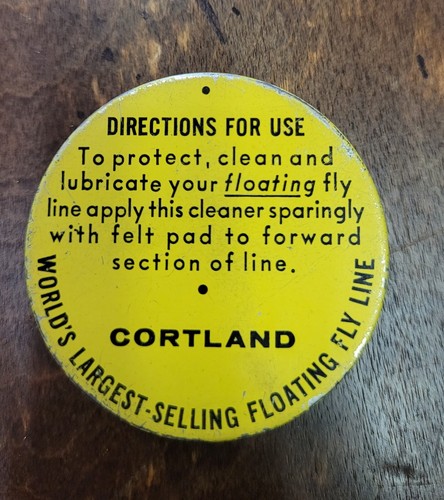 DIRECTIONS FOR USE
To protect, clean and
lubricate your floating fly
line apply this cleaner sparingly
with felt pad to forward
section of line.
CORTLAND
WORLD'S LARGEST-SELLING FLOATING FLY LINE